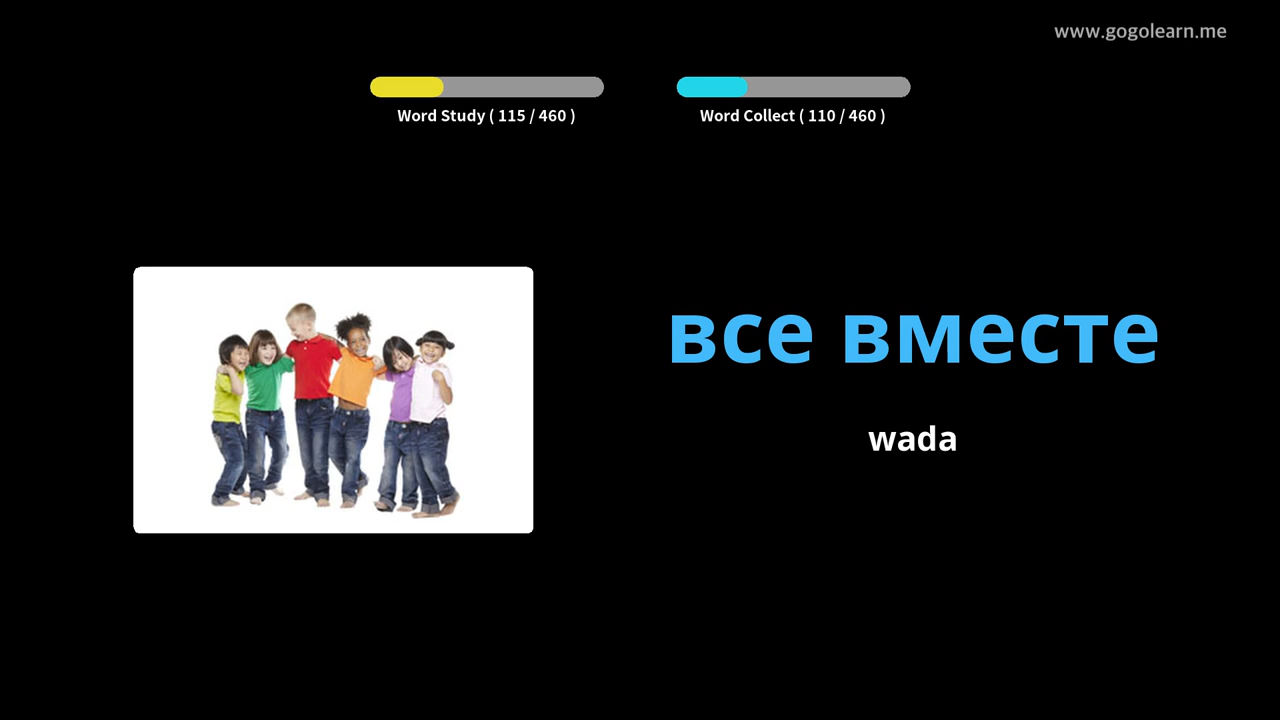 www.gogolearn.me
Word Study ( 115 / 460 )
Word Collect ( 110 / 460 )
все вместе
wada